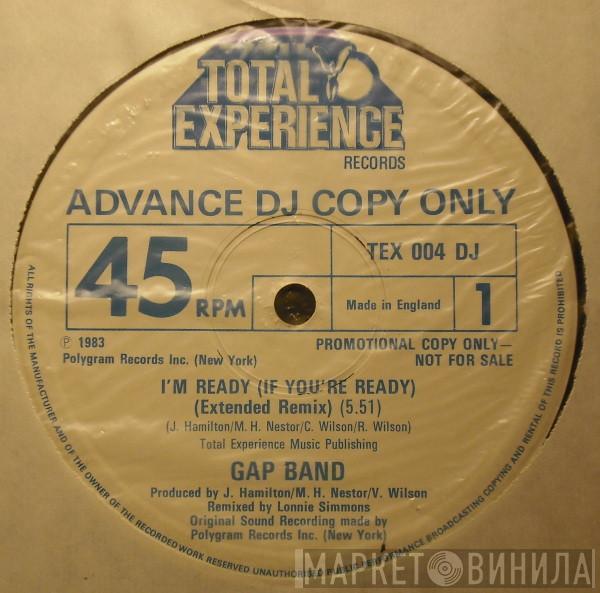 TOTAL
EXPERIENCE
RECORDS
ADVANCE DJ COPY ONLY
45 RPM
TEX 004 DJ
Made in England
1
℗ 1983
Polygram Records Inc. (New York)
PROMOTIONAL COPY ONLY—
NOT FOR SALE
I'M READY (IF YOU'RE READY)
(Extended Remix) (5.51)
(J. Hamilton/M. H. Nestor/C. Wilson/R. Wilson)
Total Experience Music Publishing
GAP BAND
Produced by J. Hamilton/M. H. Nestor/V. Wilson
Remixed by Lonnie Simmons
Original Sound Recording made by
Polygram Records Inc. (New York)
ALL RIGHTS OF THE MANUFACTURER AND OF THE OWNER OF THE RECORDED WORK RESERVED UNAUTHORISED PUBLIC PERFORMANCE BROADCASTING COPYING AND RENTAL OF THIS RECORD IS PROHIBITED
МАРКЕТ ВИНИЛА